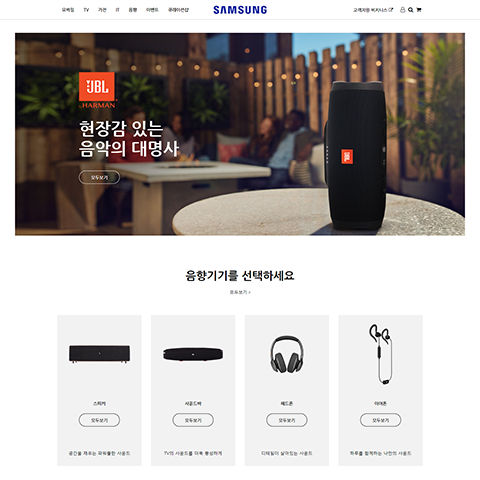 모바일 TV 가전 IT 음향 이벤트 큐레이션샵
SAMSUNG
고객지원 비지니스
JBL
HARMAN
현장감 있는
음악의 대명사
모두보기
JBL
음향기기를 선택하세요
모두보기 >
스피커
모두보기
공간을 채우는 파워풀한 사운드
사운드바
모두보기
TV의 사운드를 더욱 풍성하게
헤드폰
모두보기
디테일이 살아있는 사운드
이어폰
모두보기
하루를 함께하는 나만의 사운드